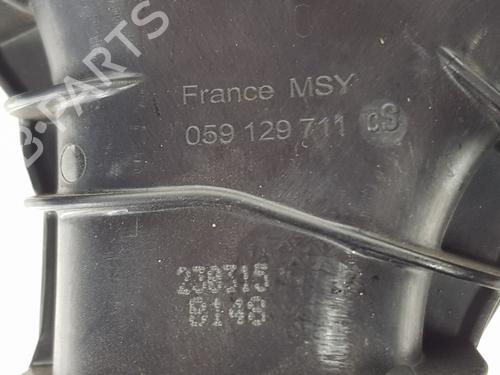 B-PARTS
France MSY
059 129 711 CS
230315
B148